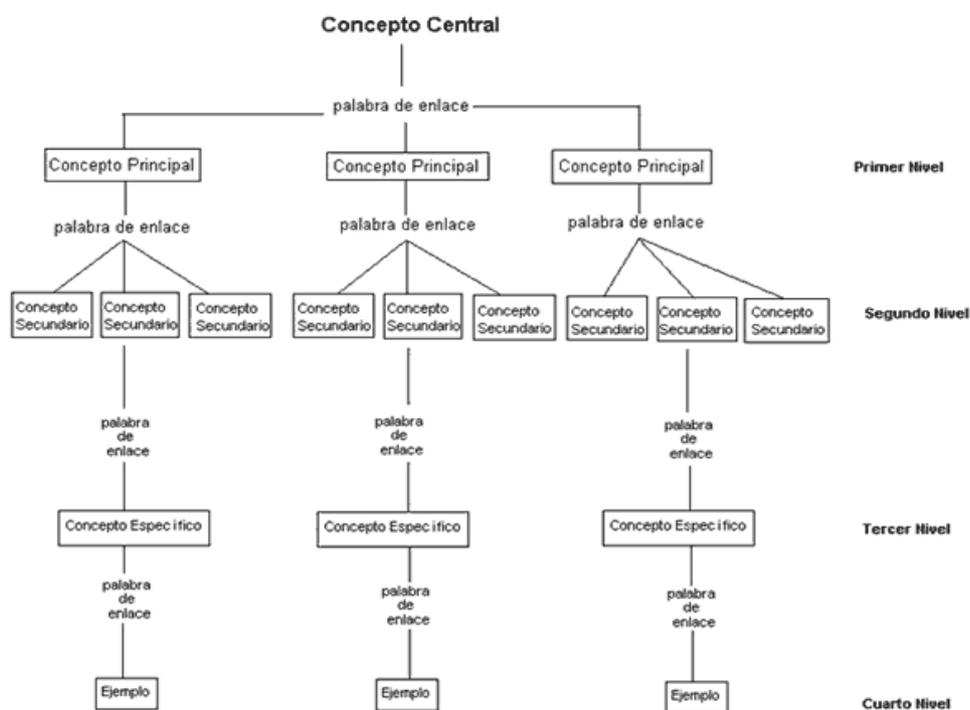 Concepto Central
palabra de enlace
Concepto Principal
Concepto Principal
Concepto Principal
Primer Nivel
palabra de enlace
palabra de enlace
palabra de enlace
Concepto
Secundario
Concepto
Secundario
Concepto
Secundario
Concepto
Secundario
Concepto
Secundario
Concepto
Secundario
Concepto
Secundario
Concepto
Secundario
Concepto
Secundario
Segundo Nivel
palabra
de
enlace
palabra
de
enlace
palabra
de
enlace
Concepto Especifico
Concepto Especifico
Concepto Especifico
Tercer Nivel
palabra
de
enlace
palabra
de
enlace
palabra
de
enlace
Ejemplo
Ejemplo
Ejemplo
Cuarto Nivel